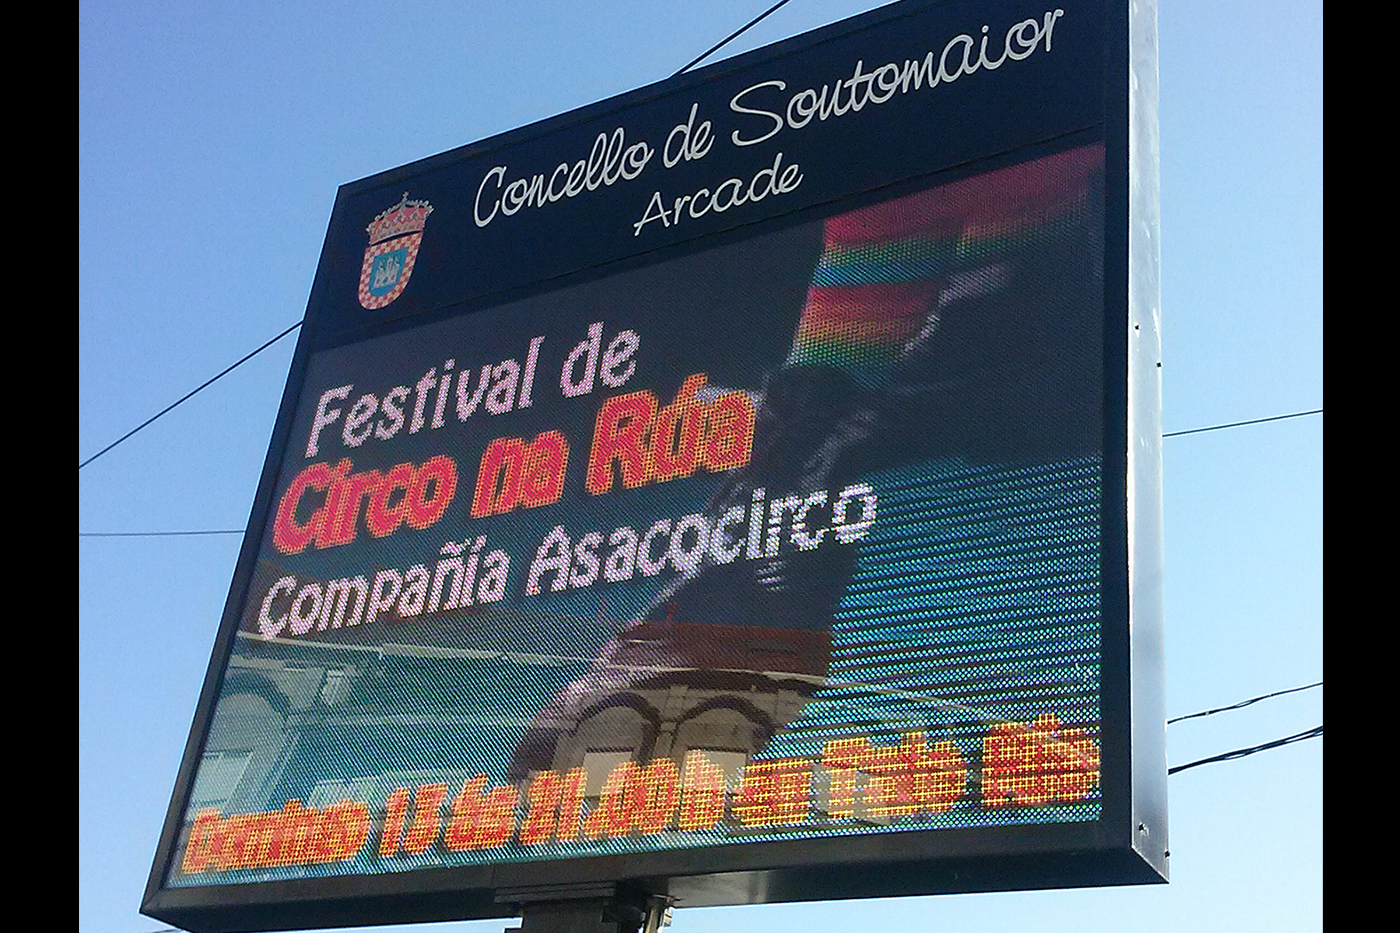 Concello de Soutomaior
Arcade
Festival de
Circo na Rúa
Compañía Asacocirco
Domingo 13 ás 21.00 h